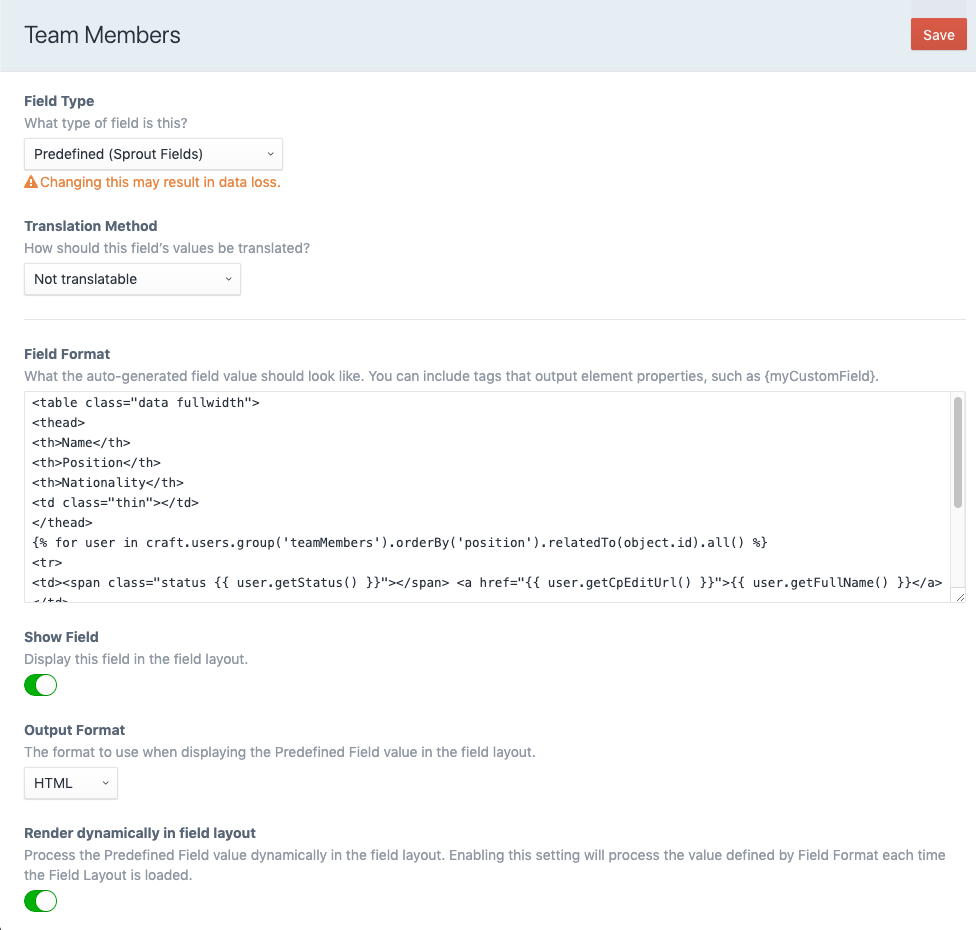 Team Members
Save
Field Type
What type of field is this?
Predefined (Sprout Fields)
Changing this may result in data loss.
Translation Method
How should this field’s values be translated?
Not translatable
Field Format
What the auto-generated field value should look like. You can include tags that output element properties, such as {myCustomField}.
<table class="data fullwidth">
<thead>
<th>Name</th>
<th>Position</th>
<th>Nationality</th>
<td class="thin"></td>
</thead>
{% for user in craft.users.group('teamMembers').orderBy('position').relatedTo(object.id).all() %}
<tr>
<td><span class="status {{ user.getStatus() }}"></span> <a href="{{ user.getCpEditUrl() }}">{{ user.getFullName() }}</a>
</td>
Show Field
Display this field in the field layout.
Output Format
The format to use when displaying the Predefined Field value in the field layout.
HTML
Render dynamically in field layout
Process the Predefined Field value dynamically in the field layout. Enabling this setting will process the value defined by Field Format each time
the Field Layout is loaded.